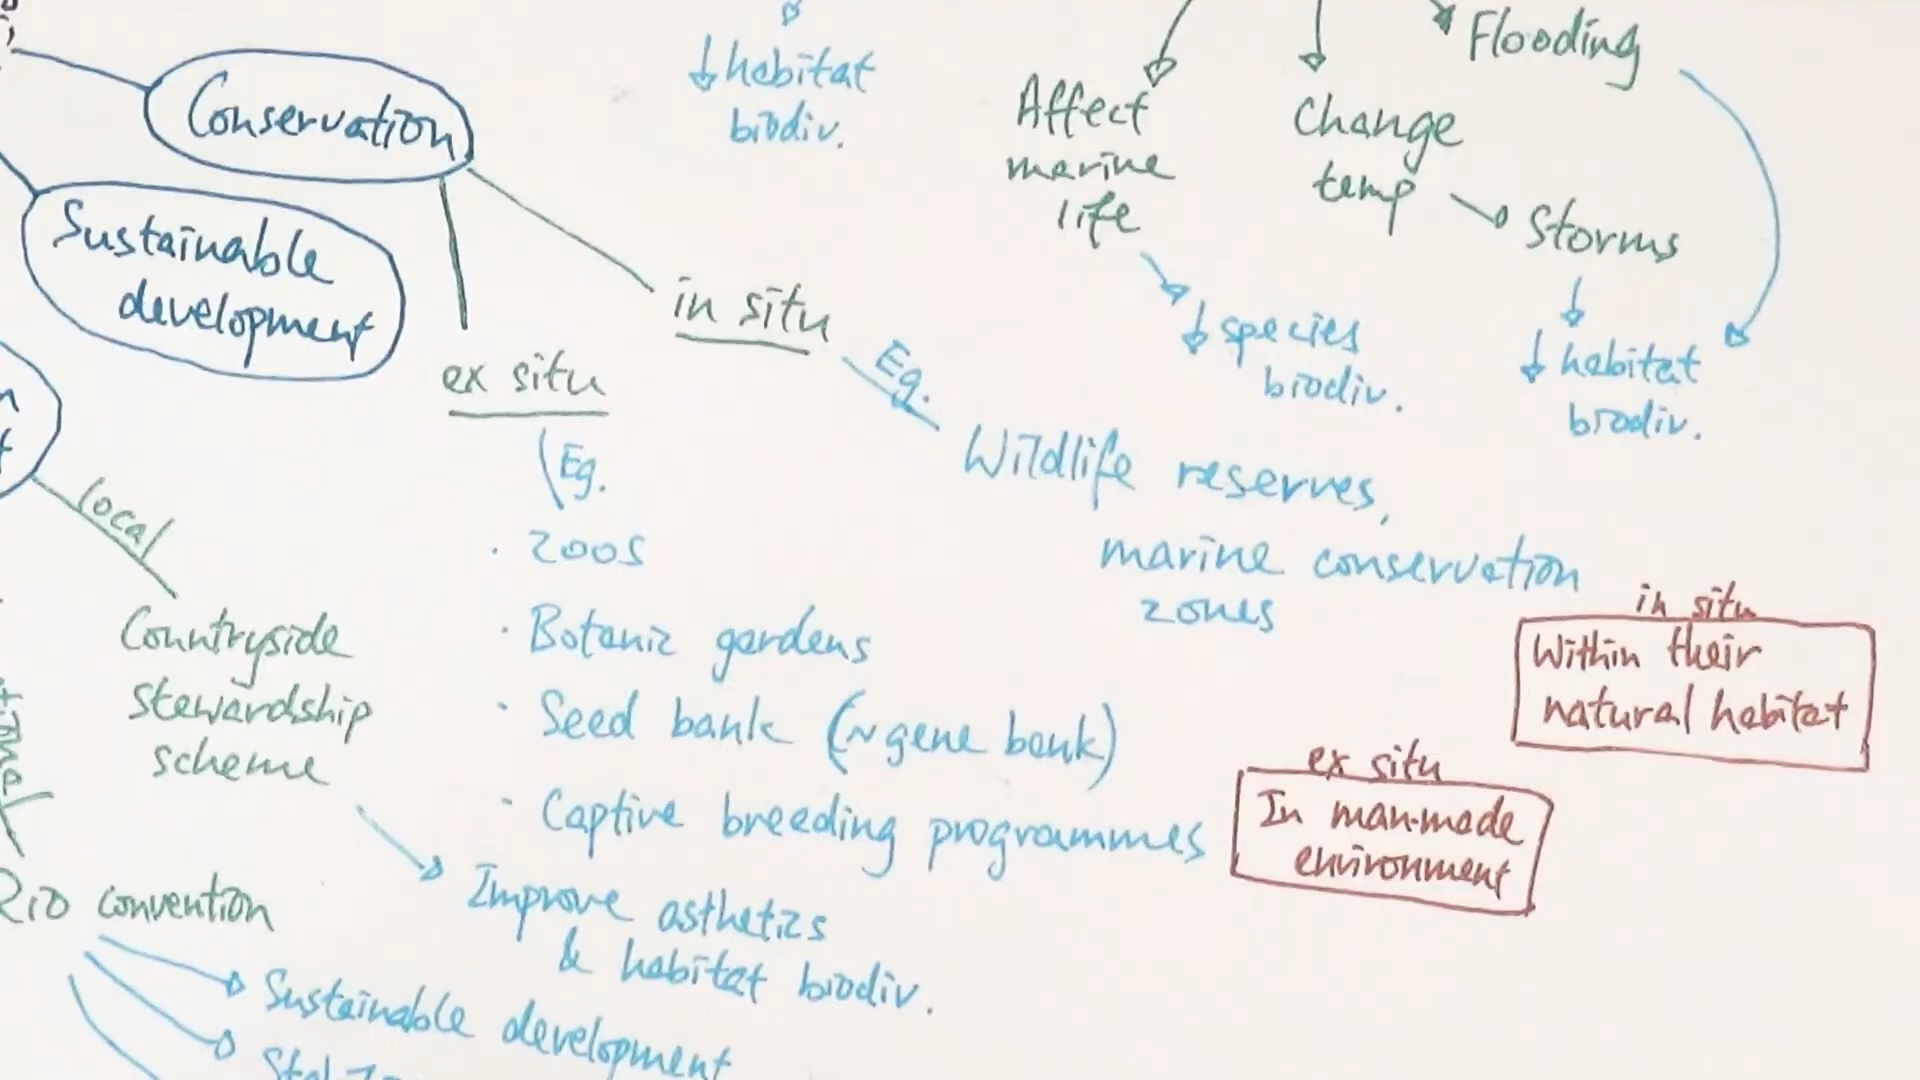 Conservation
Sustainable
development
↓ habitat
biodiv.
Affect
marine
life
Change
temp
Flooding
Storms
↓ species
biodiv.
↓ habitat
biodiv.
in situ
Eg.
Wildlife reserves,
marine conservation
zones
ex situ
Eg.
· zoos
· Botanic gardens
· Seed bank (~ gene bank)
· Captive breeding programmes
in situ
Within their
natural habitat
ex situ
In man-made
environment
local
Countryside
stewardship
scheme
Improve asthetics
& habitat biodiv.
Rio convention
Sustainable development